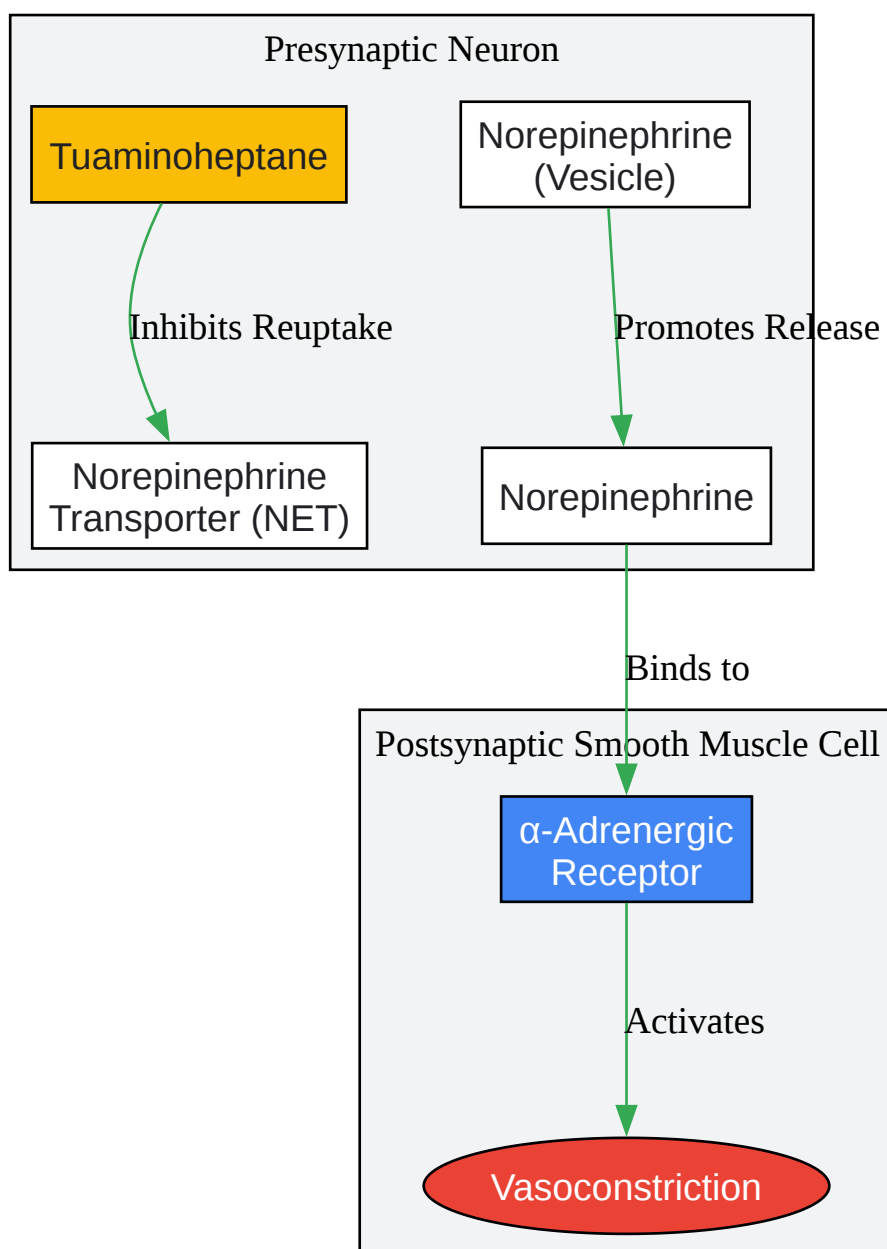 Presynaptic Neuron
Tuaminoheptane
Norepinephrine
(Vesicle)
Inhibits Reuptake
Promotes Release
Norepinephrine
Transporter (NET)
Norepinephrine
Binds to
Postsynaptic Smooth Muscle Cell
α-Adrenergic
Receptor
Activates
Vasoconstriction